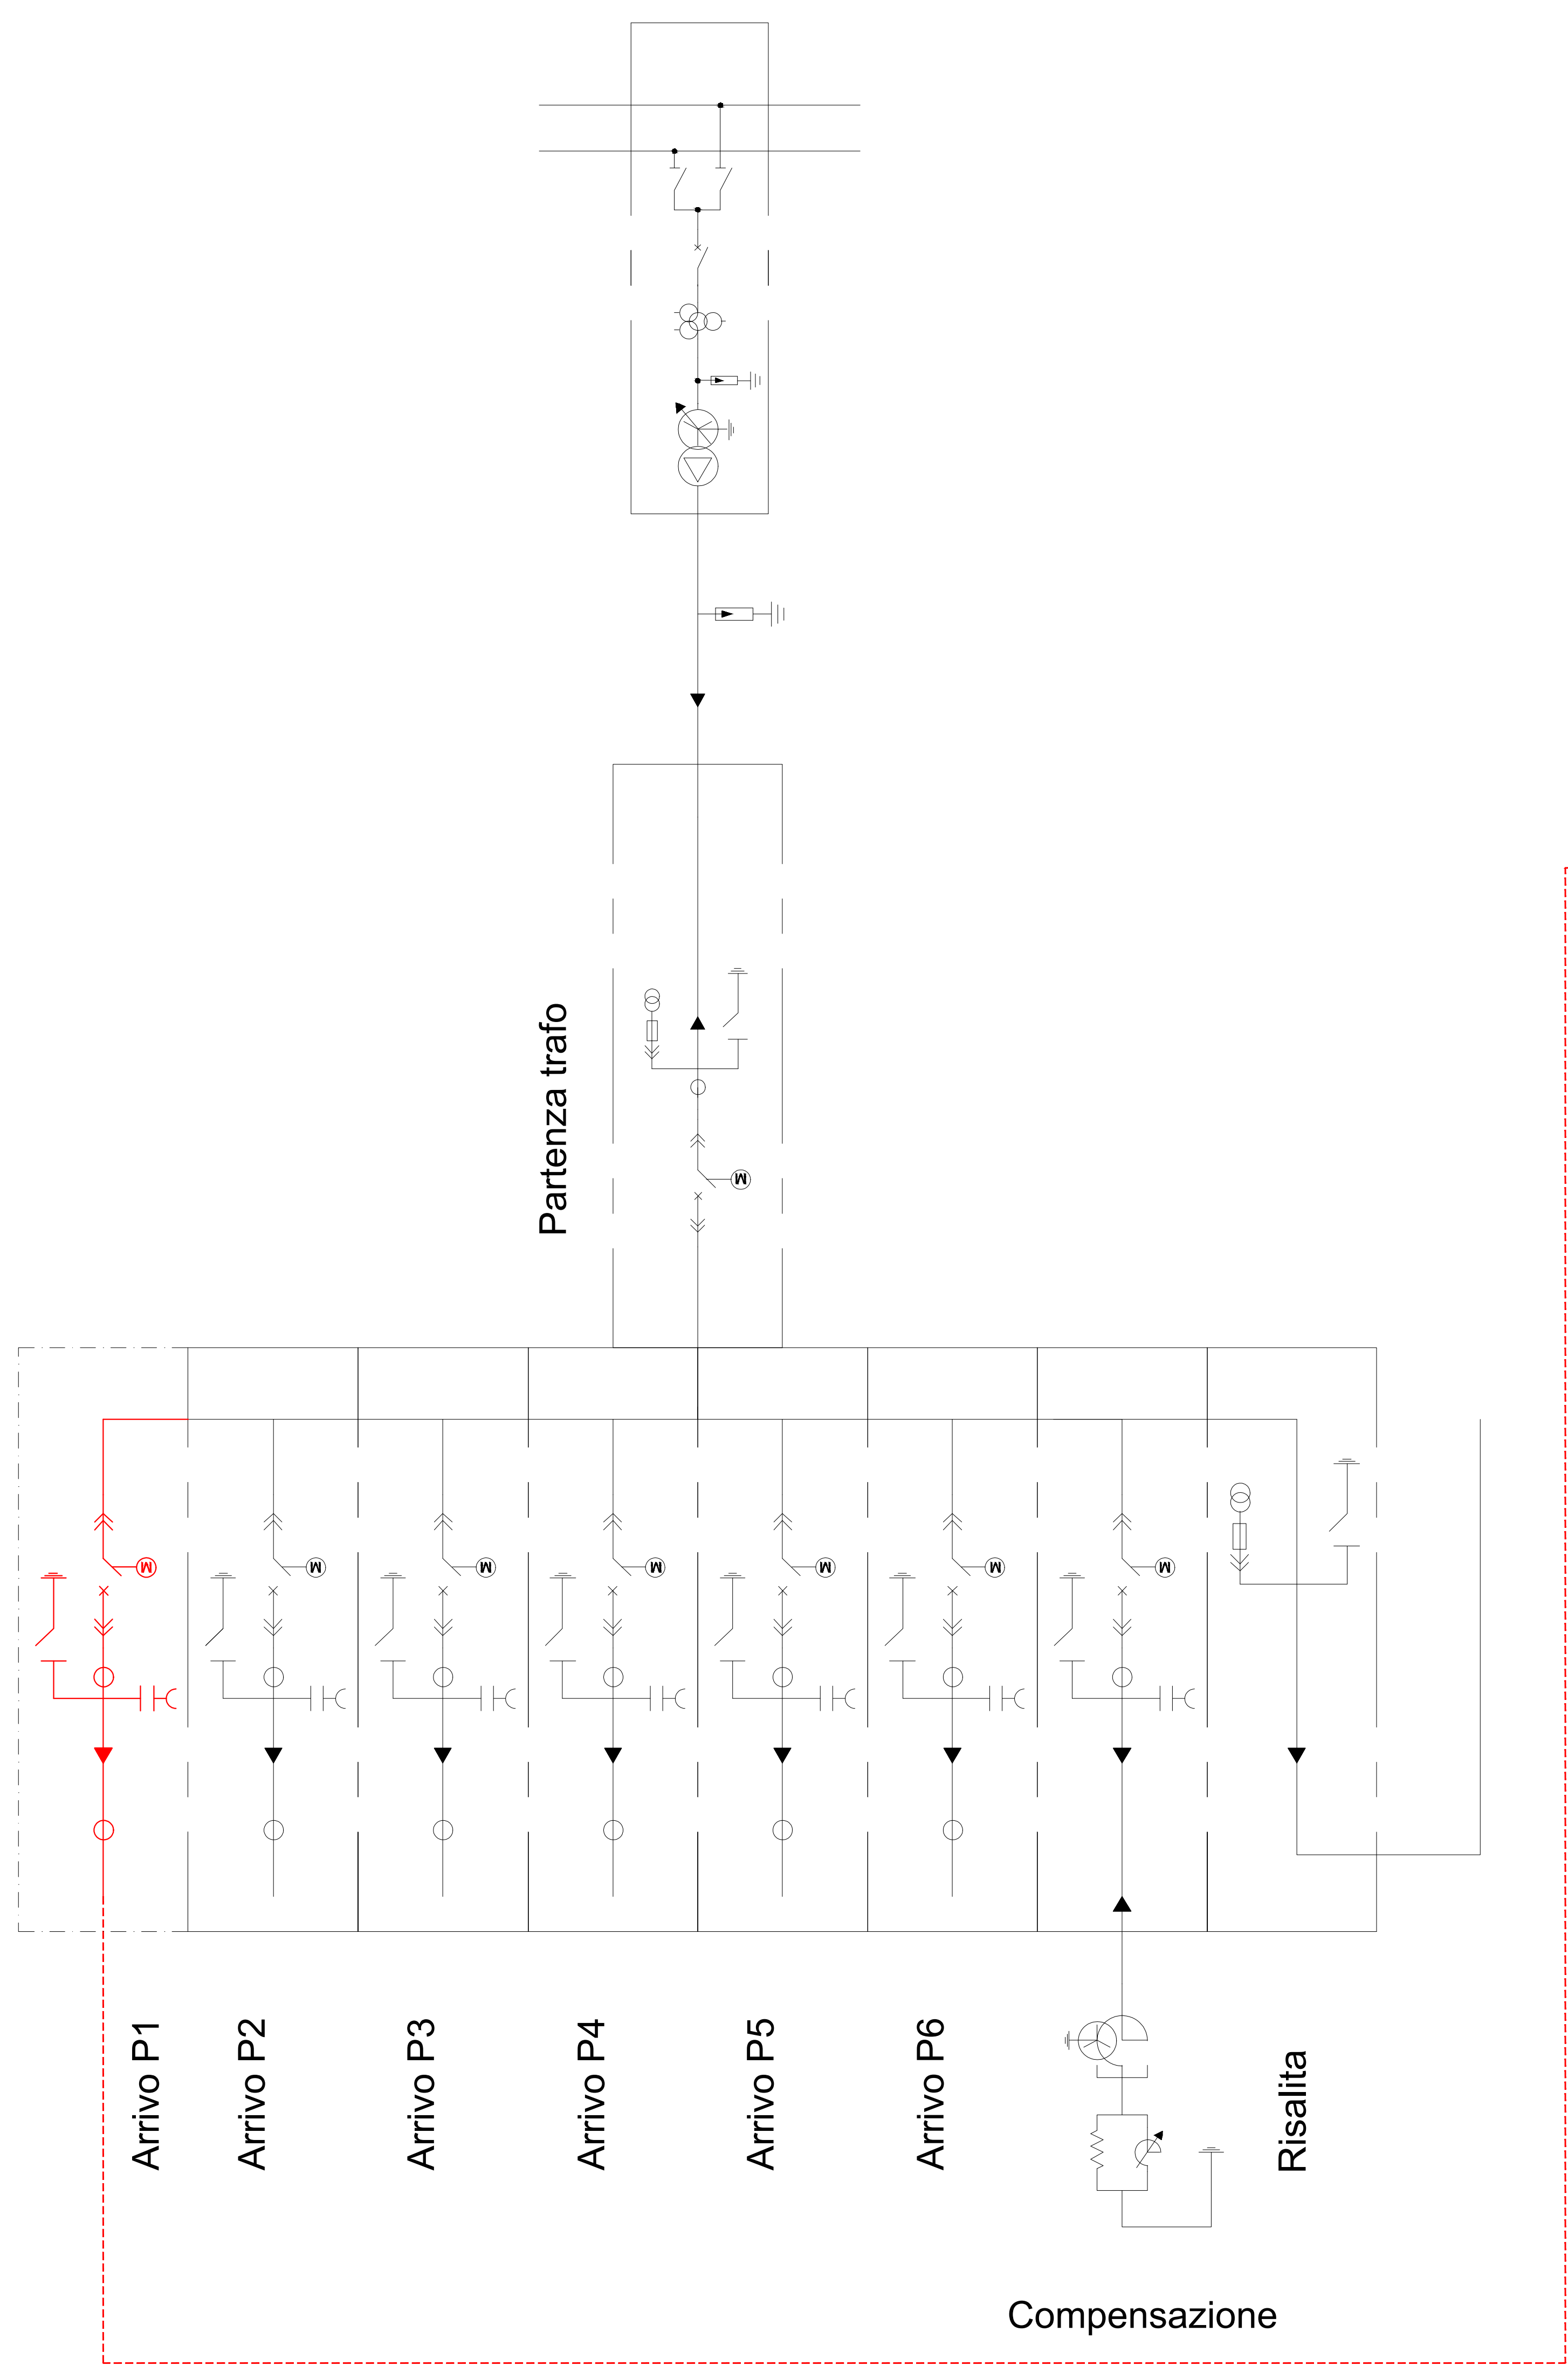 Partenza trafo
M
M
M
M
M
M
M
M
Arrivo P1
Arrivo P2
Arrivo P3
Arrivo P4
Arrivo P5
Arrivo P6
Risalita
Compensazione